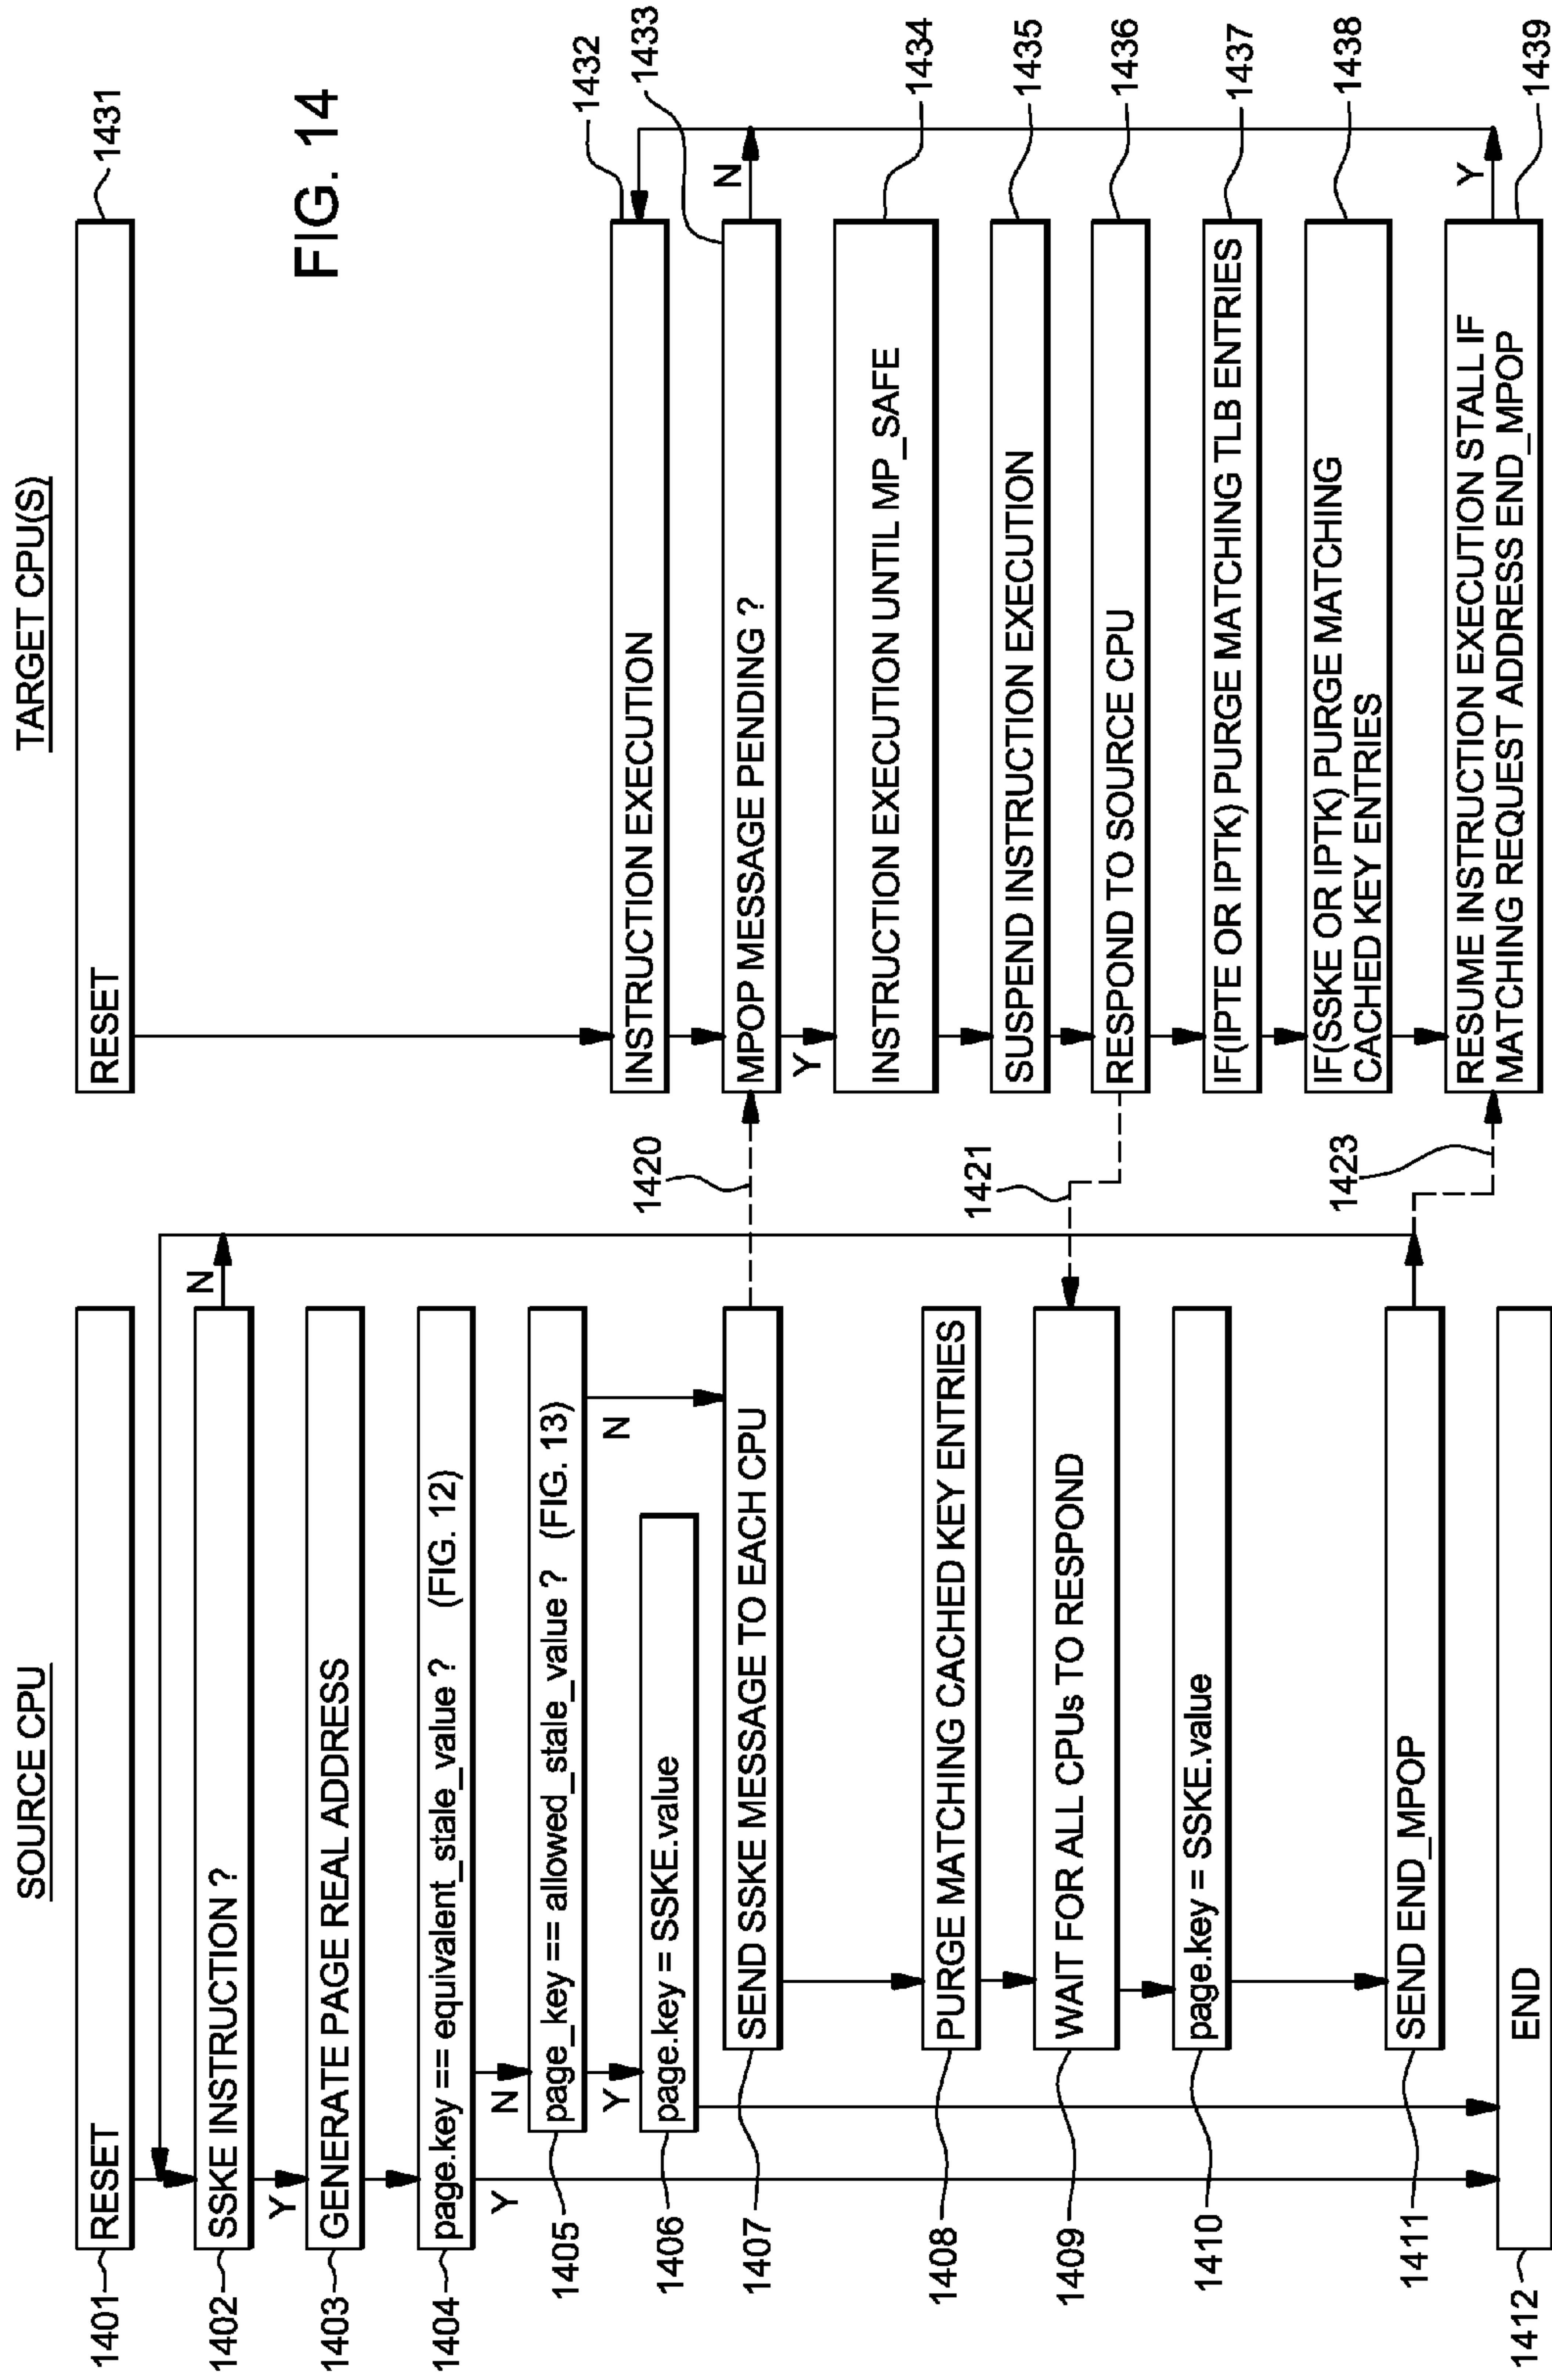 FIG. 14
SOURCE CPU
1401
RESET
1402
SSKE INSTRUCTION ?
N
Y
1403
GENERATE PAGE REAL ADDRESS
1404
page.key == equivalent_stale_value ? (FIG. 12)
N
Y
1405
page_key == allowed_stale_value ? (FIG. 13)
Y
N
1406
page.key = SSKE.value
1407
SEND SSKE MESSAGE TO EACH CPU
1420
1408
PURGE MATCHING CACHED KEY ENTRIES
1409
WAIT FOR ALL CPUs TO RESPOND
1421
1410
page.key = SSKE.value
1411
SEND END_MPOP
1423
1412
END
TARGET CPU(S)
RESET
1431
INSTRUCTION EXECUTION
1432
MPOP MESSAGE PENDING ?
1433
N
Y
INSTRUCTION EXECUTION UNTIL MP_SAFE
1434
SUSPEND INSTRUCTION EXECUTION
1435
RESPOND TO SOURCE CPU
1436
IF(IPTE OR IPTK) PURGE MATCHING TLB ENTRIES
1437
IF(SSKE OR IPTK) PURGE MATCHING
CACHED KEY ENTRIES
1438
RESUME INSTRUCTION EXECUTION STALL IF
MATCHING REQUEST ADDRESS END_MPOP
Y
1439